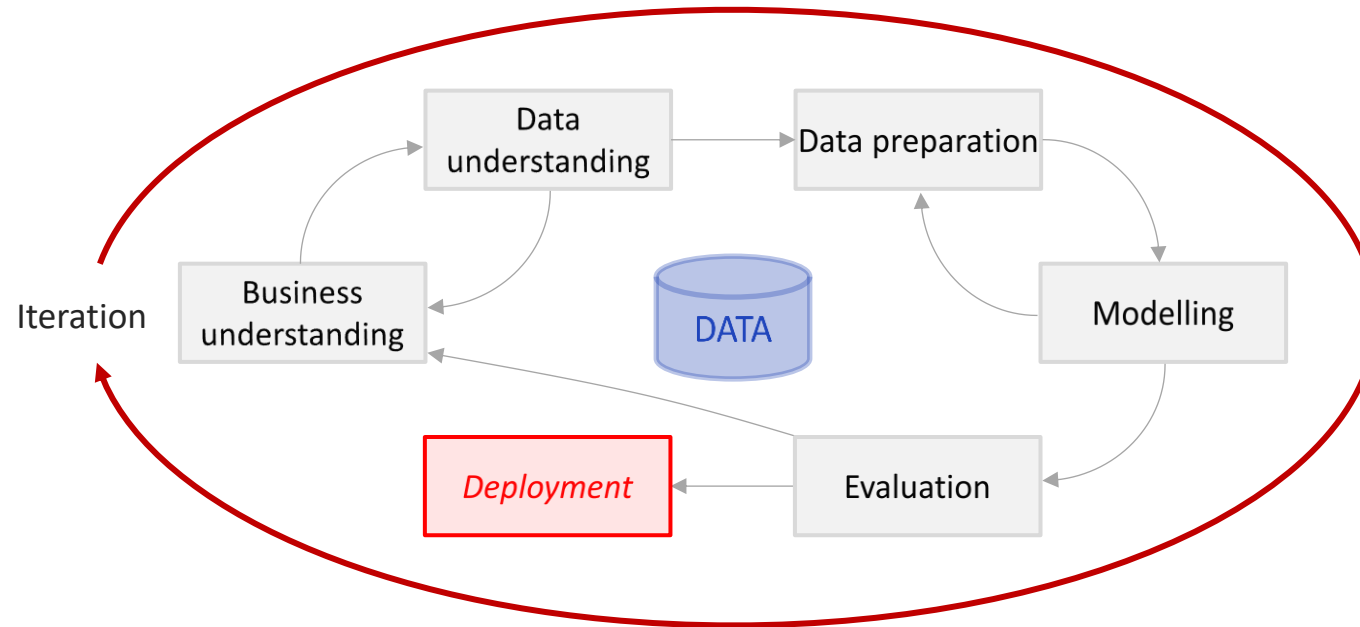 Data
understanding
Data preparation
Iteration
Business
understanding
DATA
Modelling
Deployment
Evaluation